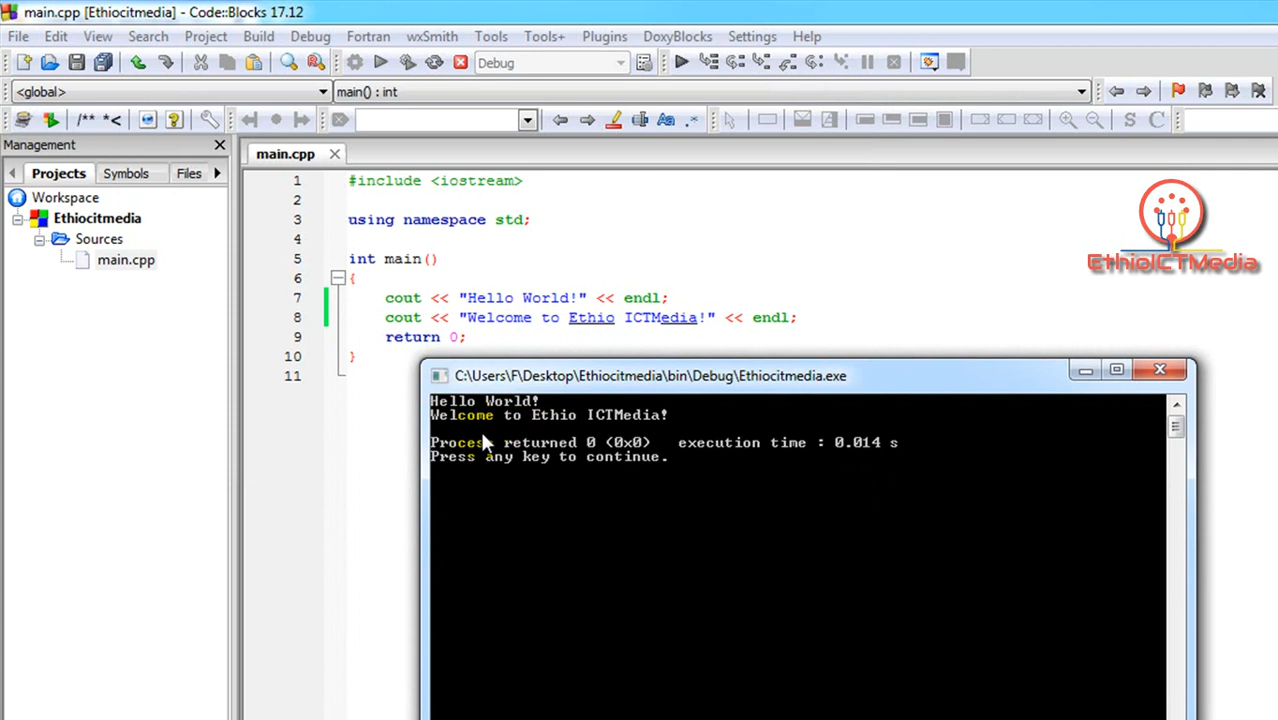 main.cpp [Ethiocitmedia] - Code::Blocks 17.12
File Edit View Search Project Build Debug Fortran wxSmith Tools Tools+ Plugins DoxyBlocks Settings Help
Debug
<global> main() : int
/** *<
Management
main.cpp
Projects Symbols Files
Workspace
Ethiocitmedia
Sources
main.cpp
1 #include <iostream>
2
3 using namespace std;
4
5 int main()
6 {
7 cout << "Hello World!" << endl;
8 cout << "Welcome to Ethio ICTMedia!" << endl;
9 return 0;
10 }
11
EthioICTMedia
C:\Users\F\Desktop\Ethiocitmedia\bin\Debug\Ethiocitmedia.exe
Hello World!
Welcome to Ethio ICTMedia!
Process returned 0 (0x0) execution time : 0.014 s
Press any key to continue.